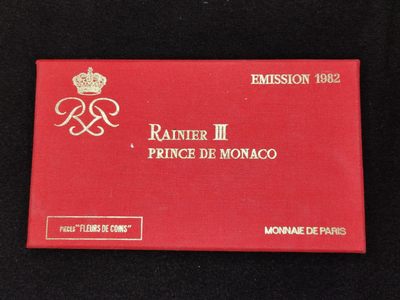 EMISSION 1982
RAINIER III
PRINCE DE MONACO
PIECES "FLEURS DE COINS"
MONNAIE DE PARIS